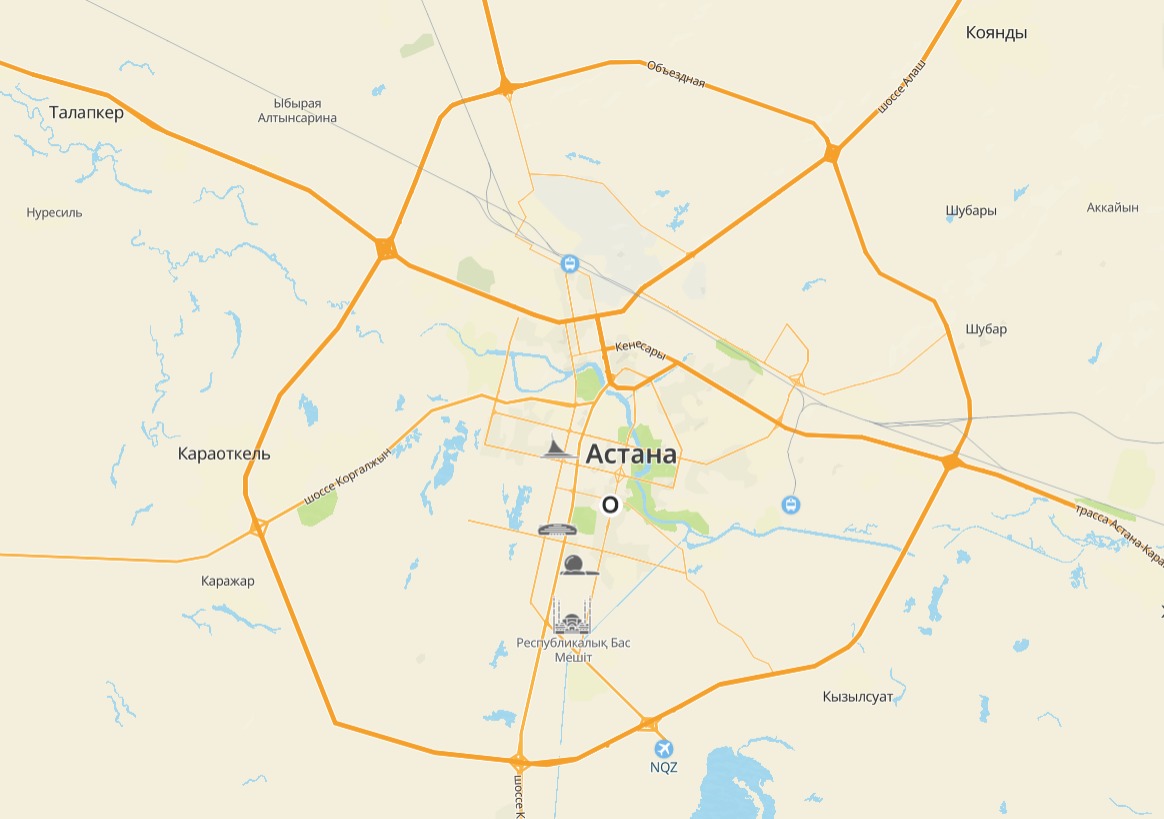 Коянды
Объездная
шоссе Алаш
Талапкер
Ыбырая
Алтынсарина
Нуресиль
Шубары
Аккайын
Шубар
Кенесары
Караоткель
шоссе Коргалжын
Астана
трасса Астана-Кара
Каражар
Республикалық Бас
Мешіт
Кызылсуат
NQZ
шоссе К